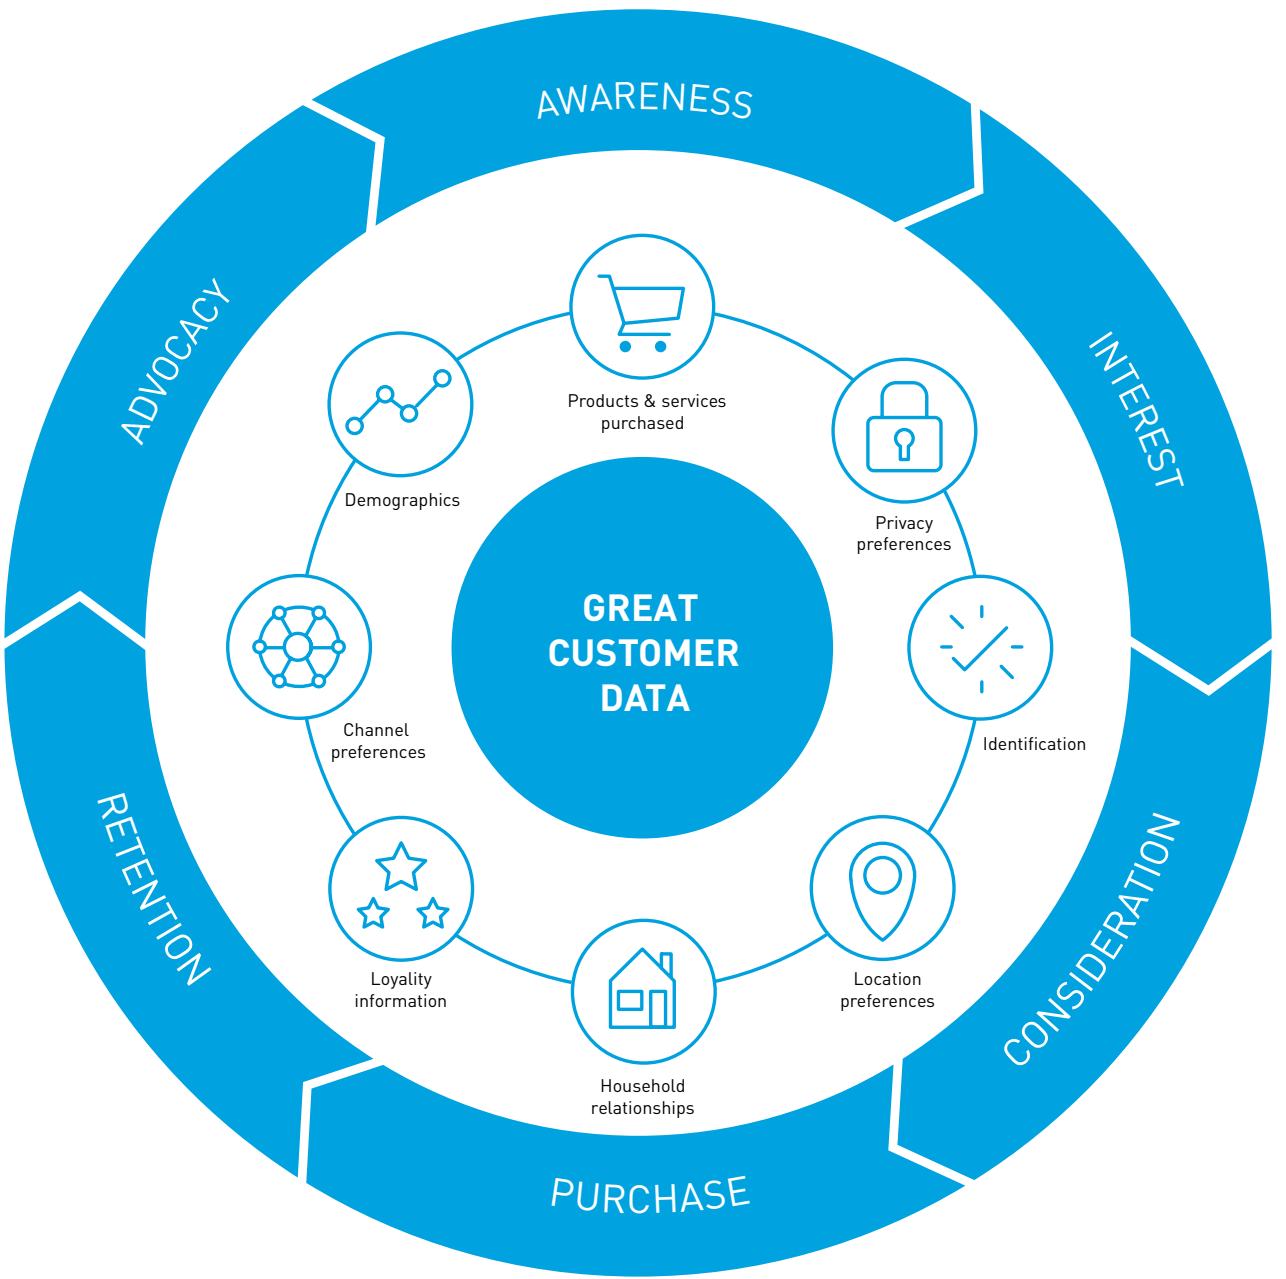 AWARENESS
INTEREST
CONSIDERATION
PURCHASE
RETENTION
ADVOCACY
Products & services
purchased
Privacy
preferences
Identification
Location
preferences
Household
relationships
Loyality
information
Channel
preferences
Demographics
GREAT
CUSTOMER
DATA